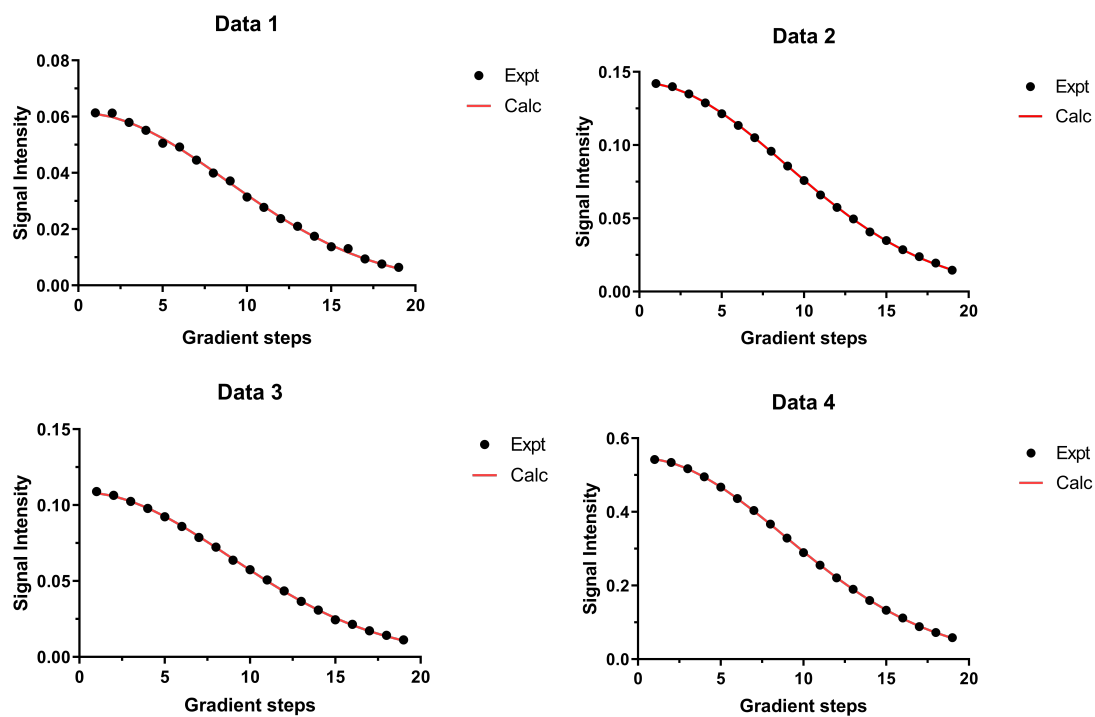 Data 1
0.08
0.06
0.04
0.02
0.00
Signal Intensity
0 5 10 15 20
Gradient steps
Expt
Calc
Data 2
0.15
0.10
0.05
0.00
Signal Intensity
0 5 10 15 20
Gradient steps
Expt
Calc
Data 3
0.15
0.10
0.05
0.00
Signal Intensity
0 5 10 15 20
Gradient steps
Expt
Calc
Data 4
0.6
0.4
0.2
0.0
Signal Intensity
0 5 10 15 20
Gradient steps
Expt
Calc